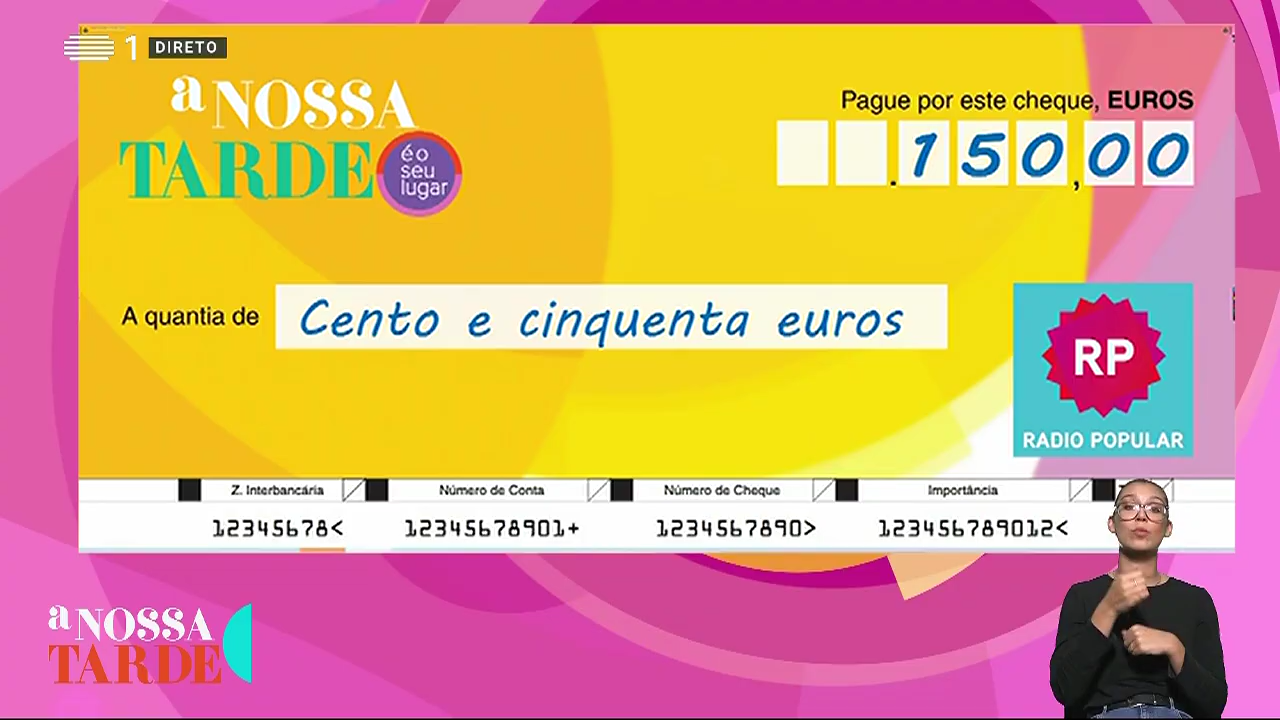 1 DIRETO
a NOSSA
TARDE
é o
seu
lugar
Pague por este cheque, EUROS
.150,00
A quantia de Cento e cinquenta euros
RP
RADIO POPULAR
Z. Interbancária Número de Conta Número de Cheque Importância
12345678< 12345678901+ 1234567890> 123456789012<
a NOSSA
TARDE